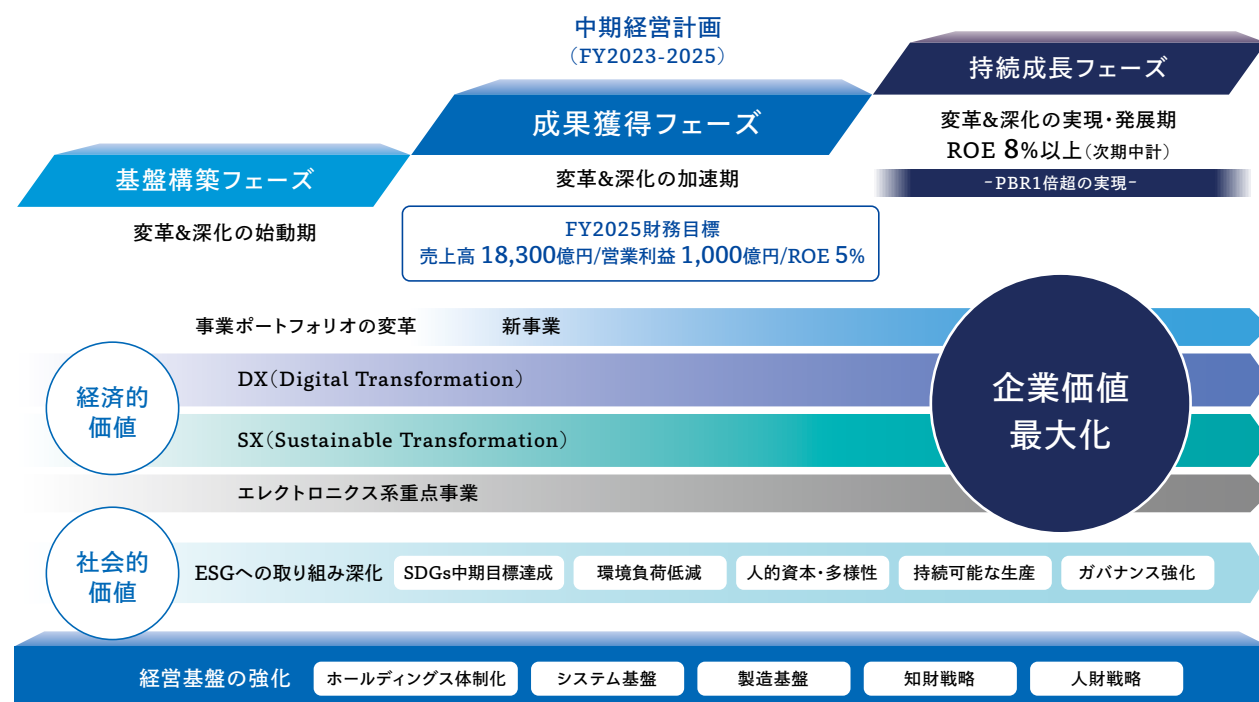 中期経営計画
（FY2023-2025）
持続成長フェーズ
成果獲得フェーズ
変革&深化の実現・発展期
ROE 8%以上（次期中計）
-PBR1倍超の実現-
基盤構築フェーズ
変革&深化の加速期
変革&深化の始動期
FY2025財務目標
売上高 18,300億円/営業利益 1,000億円/ROE 5%
事業ポートフォリオの変革
新事業
DX（Digital Transformation）
経済的
価値
企業価値
最大化
SX（Sustainable Transformation）
エレクトロニクス系重点事業
社会的
価値
ESGへの取り組み深化
SDGs中期目標達成
環境負荷低減
人的資本・多様性
持続可能な生産
ガバナンス強化
経営基盤の強化
ホールディングス体制化
システム基盤
製造基盤
知財戦略
人財戦略